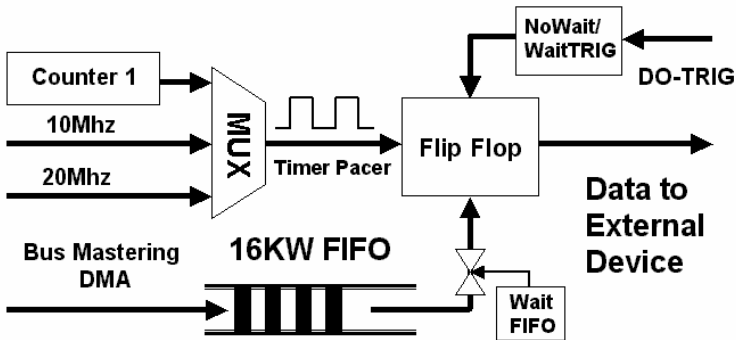 NoWait/
WaitTRIG
DO-TRIG
Counter 1
10Mhz
20Mhz
MUX
Timer Pacer
Flip Flop
Data to
External
Device
Bus Mastering
DMA
16KW FIFO
Wait
FIFO